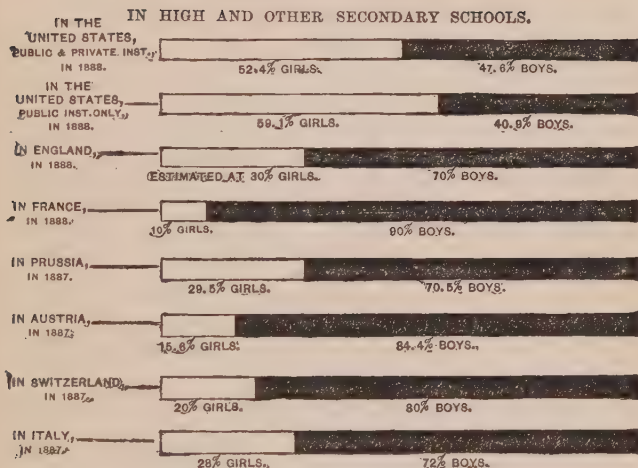 IN HIGH AND OTHER SECONDARY SCHOOLS.
IN THE
UNITED STATES,
PUBLIC & PRIVATE. INST.
IN 1888.
52.4% GIRLS. 47.6% BOYS.
IN THE
UNITED STATES,
PUBLIC INST. ONLY,
IN 1888.
59.1% GIRLS. 40.9% BOYS.
IN ENGLAND,
IN 1888.
ESTIMATED AT 30% GIRLS. 70% BOYS.
IN FRANCE,
IN 1888.
10% GIRLS. 90% BOYS.
IN PRUSSIA,
IN 1887.
29.5% GIRLS. 70.5% BOYS.
IN AUSTRIA,
IN 1887.
15.6% GIRLS. 84.4% BOYS.
IN SWITZERLAND,
IN 1887.
20% GIRLS. 80% BOYS.
IN ITALY,
IN 1887.
28% GIRLS. 72% BOYS.